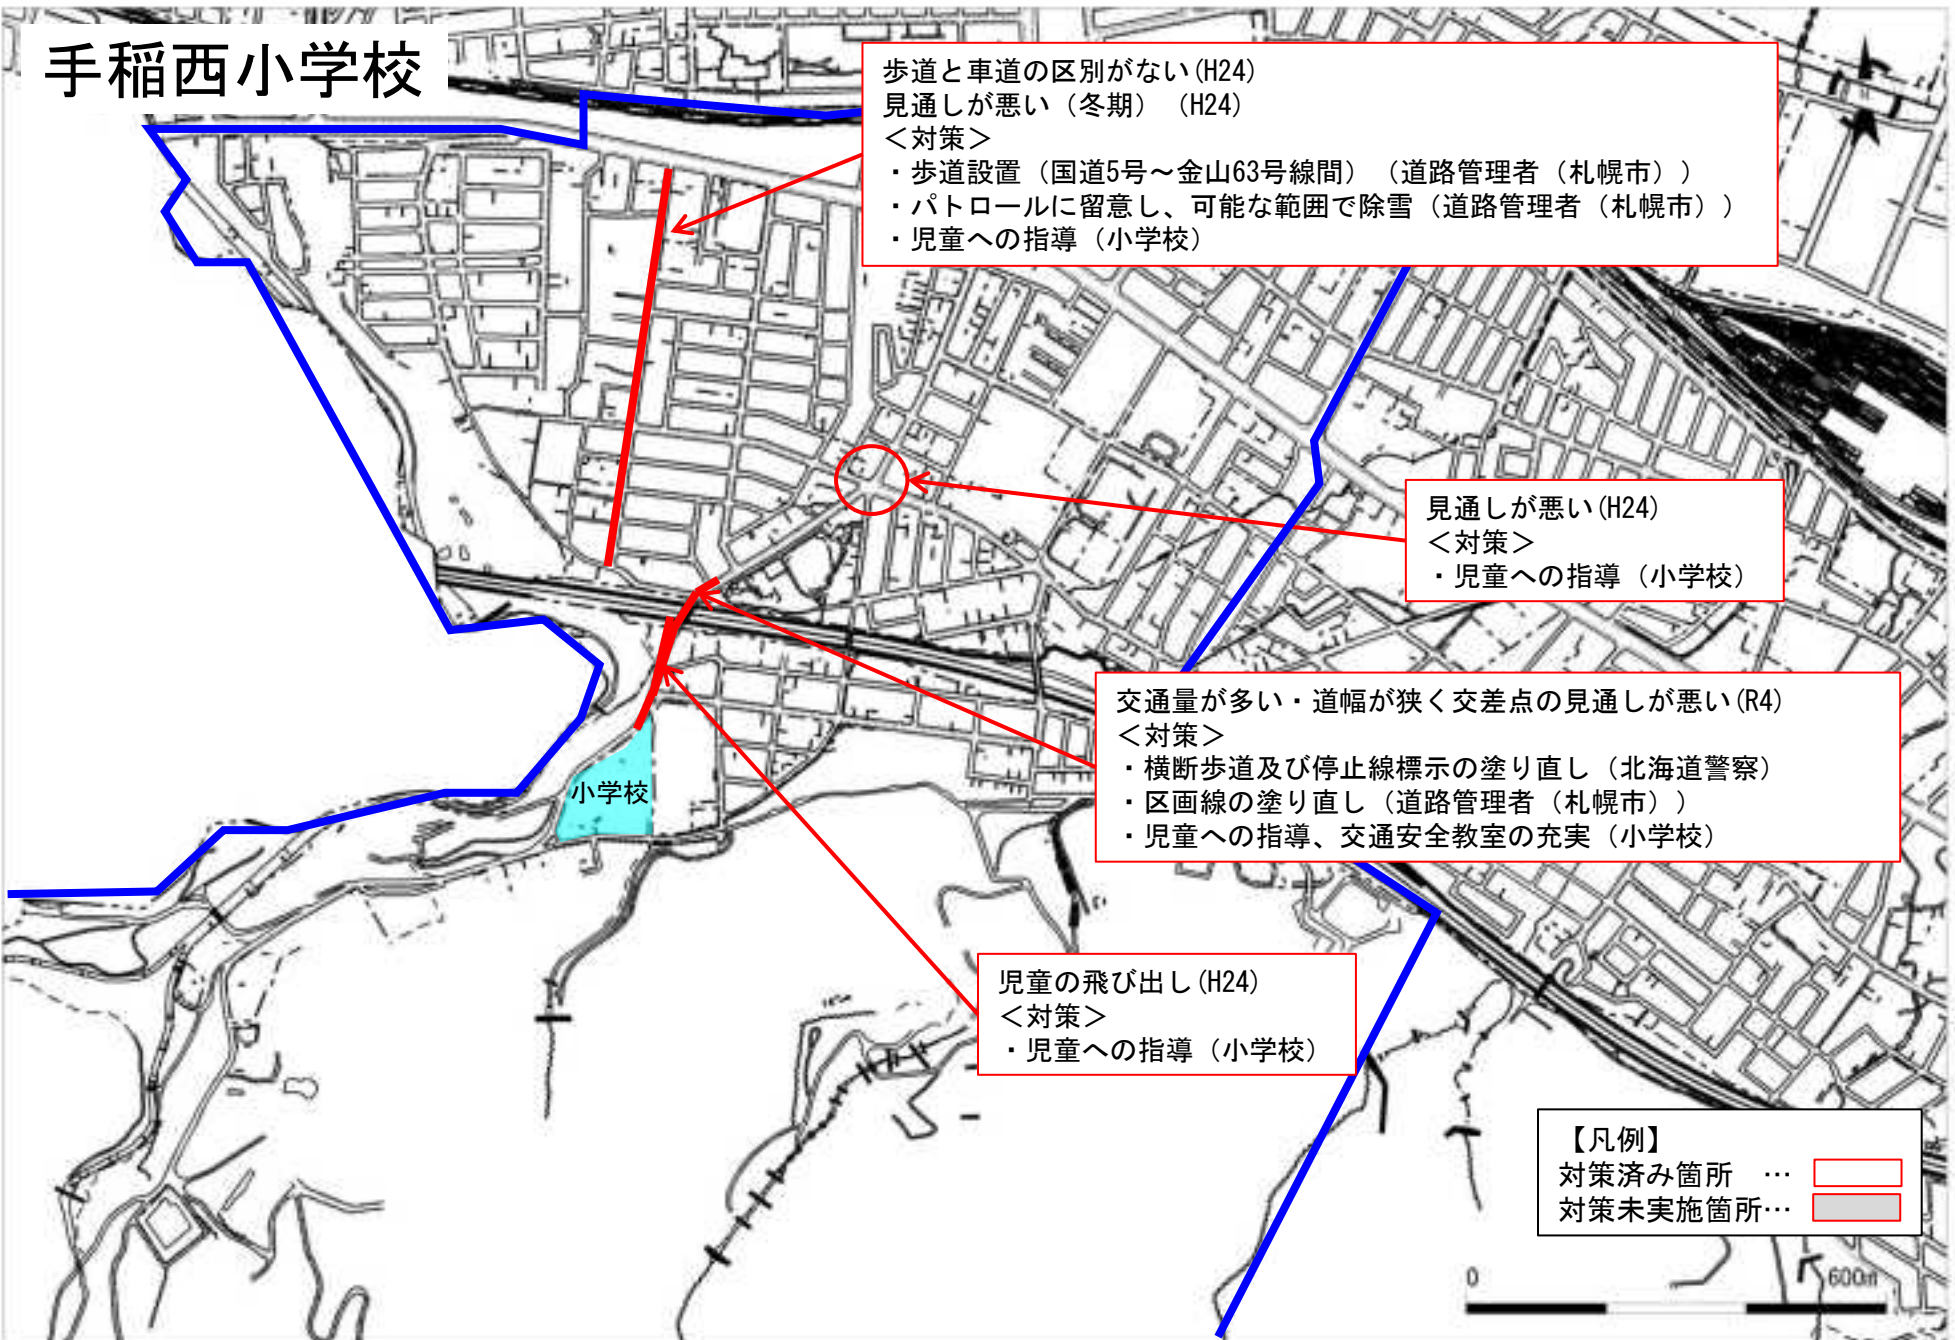 手稲西小学校
歩道と車道の区別がない(H24)
見通しが悪い(冬期)(H24)
＜対策＞
・歩道設置(国道5号～金山63号線間)(道路管理者(札幌市))
・パトロールに留意し、可能な範囲で除雪(道路管理者(札幌市))
・児童への指導(小学校)
見通しが悪い(H24)
＜対策＞
・児童への指導(小学校)
交通量が多い・道幅が狭く交差点の見通しが悪い(R4)
＜対策＞
・横断歩道及び停止線標示の塗り直し(北海道警察)
・区画線の塗り直し(道路管理者(札幌市))
・児童への指導、交通安全教室の充実(小学校)
小学校
児童の飛び出し(H24)
＜対策＞
・児童への指導(小学校)
【凡例】
対策済み箇所 …
対策未実施箇所…
0 600m